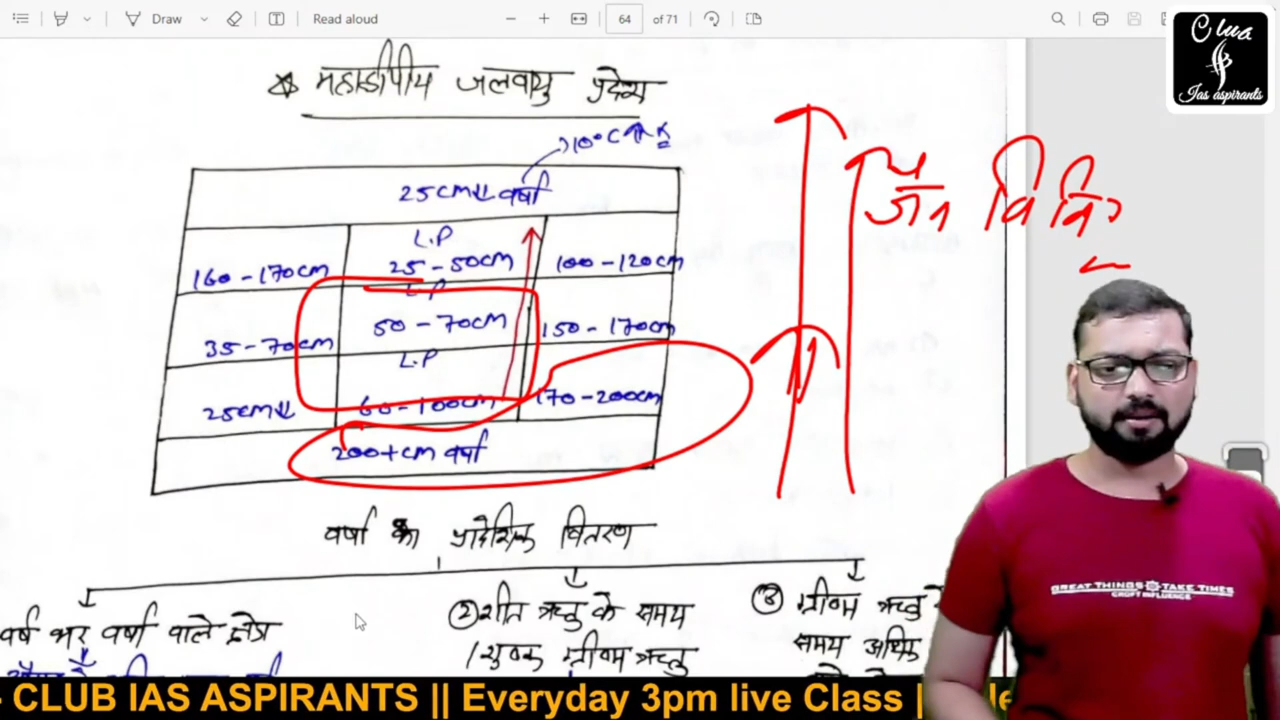 Draw
Read aloud
64 of 71
Club
Ias aspirants
महाद्वीपीय जलवायु प्रदेश
10°C
25cm↓ वर्षा
L.P
160-170cm 25-50cm 100-120cm
L.P
35-70cm 50-70cm 150-170cm
L.P
25cm↓ 60-100cm 170-200cm
200+cm वर्षा
वर्षा का प्रादेशिक वितरण
वर्ष भर वर्षा वाले क्षेत्र
② शीत ऋतु के समय
/ शुष्क ग्रीष्म ऋतु
③ ग्रीष्म ऋतु
समय अधिक
GREAT THINGS TAKE TIMES
CROFT INFLUENCE
CLUB IAS ASPIRANTS || Everyday 3pm live Class ||